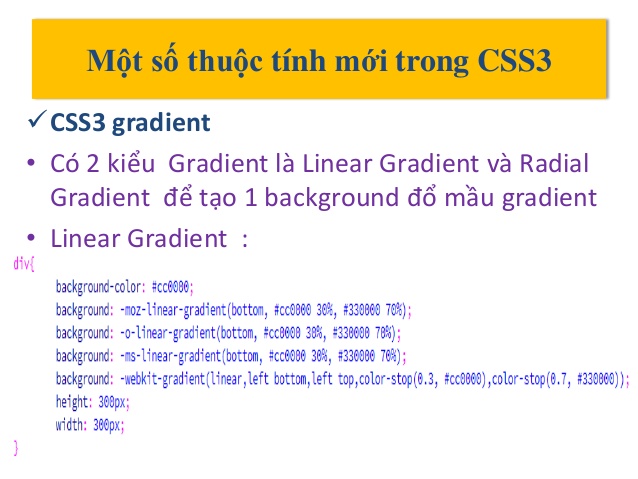 Một số thuộc tính mới trong CSS3
✓CSS3 gradient
• Có 2 kiểu Gradient là Linear Gradient và Radial
Gradient để tạo 1 background đổ mầu gradient
• Linear Gradient :
div{
background-color: #cc0000;
background: -moz-linear-gradient(bottom, #cc0000 30%, #330000 70%);
background: -o-linear-gradient(bottom, #cc0000 30%, #330000 70%);
background: -ms-linear-gradient(bottom, #cc0000 30%, #330000 70%);
background: -webkit-gradient(linear,left bottom,left top,color-stop(0.3, #cc0000),color-stop(0.7, #330000));
height: 300px;
width: 300px;
}